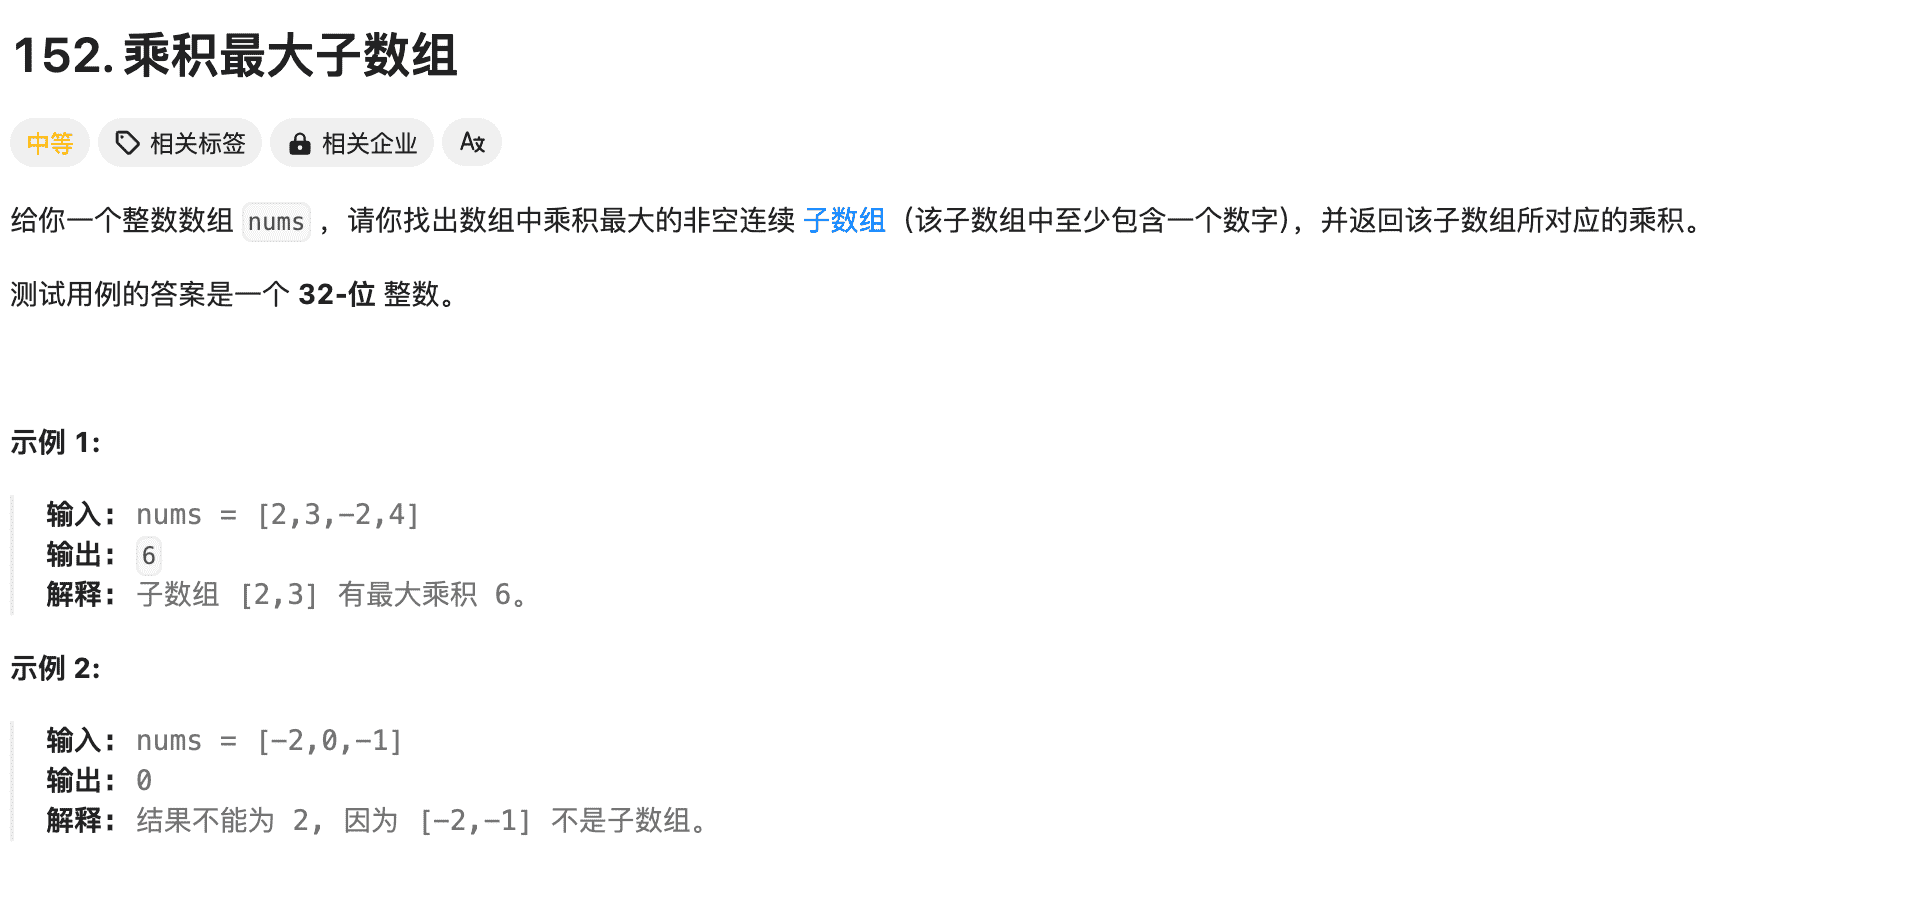 152. 乘积最大子数组
中等 相关标签 相关企业 A文
给你一个整数数组 nums ，请你找出数组中乘积最大的非空连续 子数组（该子数组中至少包含一个数字），并返回该子数组所对应的乘积。
测试用例的答案是一个 32-位 整数。
示例 1:
输入: nums = [2,3,-2,4]
输出: 6
解释: 子数组 [2,3] 有最大乘积 6。
示例 2:
输入: nums = [-2,0,-1]
输出: 0
解释: 结果不能为 2, 因为 [-2,-1] 不是子数组。